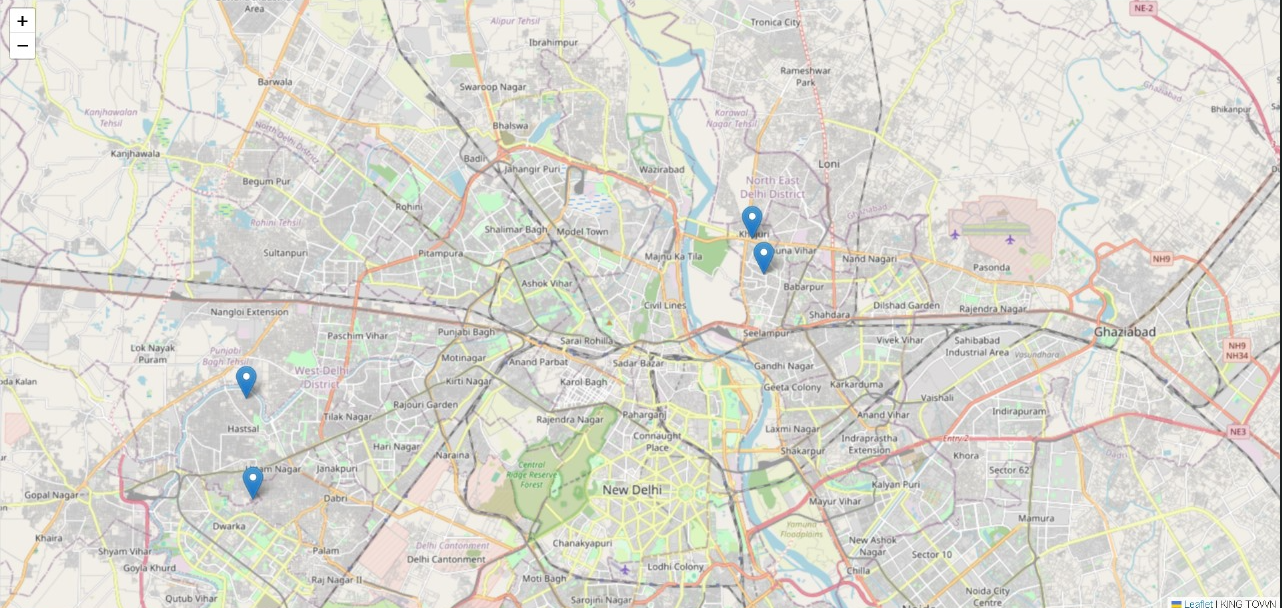 +
−
Area
NE-2
Alipur Tehsil
Tronica City
Ibrahimpur
Rameshwar
Park
Barwala
Swaroop Nagar
Ghaziabad
Bhikanpur
Kanjhawalan
Tehsil
Karawal
Nagar Tehsil
North Delhi District
Bhalswa
Kanjhawala
Badli
Jahangir Puri
Wazirabad
Loni
Begum Pur
North East
Delhi District
Rohini
Rohini Tehsil
Ghaziabad
Shalimar Bagh
Model Town
Khajuri
Sultanpuri
Pitampura
Majnu Ka Tila
una Vihar
Nand Nagari
NH9
Pasonda
Ashok Vihar
Babarpur
Nangloi Extension
Civil Lines
Dilshad Garden
Rajendra Nagar
Shahdara
Paschim Vihar
Punjabi Bagh
Seelampur
Ghaziabad
Lok Nayak
Puram
Punjabi
Bagh Tehsil
Sarai Rohilla
Vivek Vihar
Sahibabad
Industrial Area
Vasundhara
NH9
NH34
Motinagar
Anand Parbat
Sadar Bazar
Gandhi Nagar
West Delhi
District
oda Kalan
Kirti Nagar
Karol Bagh
Geeta Colony
Karkarduma
Vaishali
Rajouri Garden
Tilak Nagar
Rajendra Nagar
Paharganj
Anand Vihar
Indirapuram
Hastsal
Laxmi Nagar
NE3
Connaught
Place
Indraprastha
Extension
Entry 2
Hari Nagar
Naraina
Shakarpur
Khora
Central
Ridge Reserve
Forest
am Nagar
Janakpuri
Sector 62
Gopal Nagar
New Delhi
Kalyan Puri
Dabri
Mayur Vihar
Mamura
Dwarka
Yamuna
Floodplains
Khaira
Chanakyapuri
New Ashok
Nagar
Shyam Vihar
Palam
Delhi Cantonment
Delhi Cantonment
Sector 10
Goyla Khurd
Lodhi Colony
Chilla
Raj Nagar II
Moti Bagh
Noida City
Centre
Qutub Vihar
Sarojini Nagar
Leaflet | KING TOWN